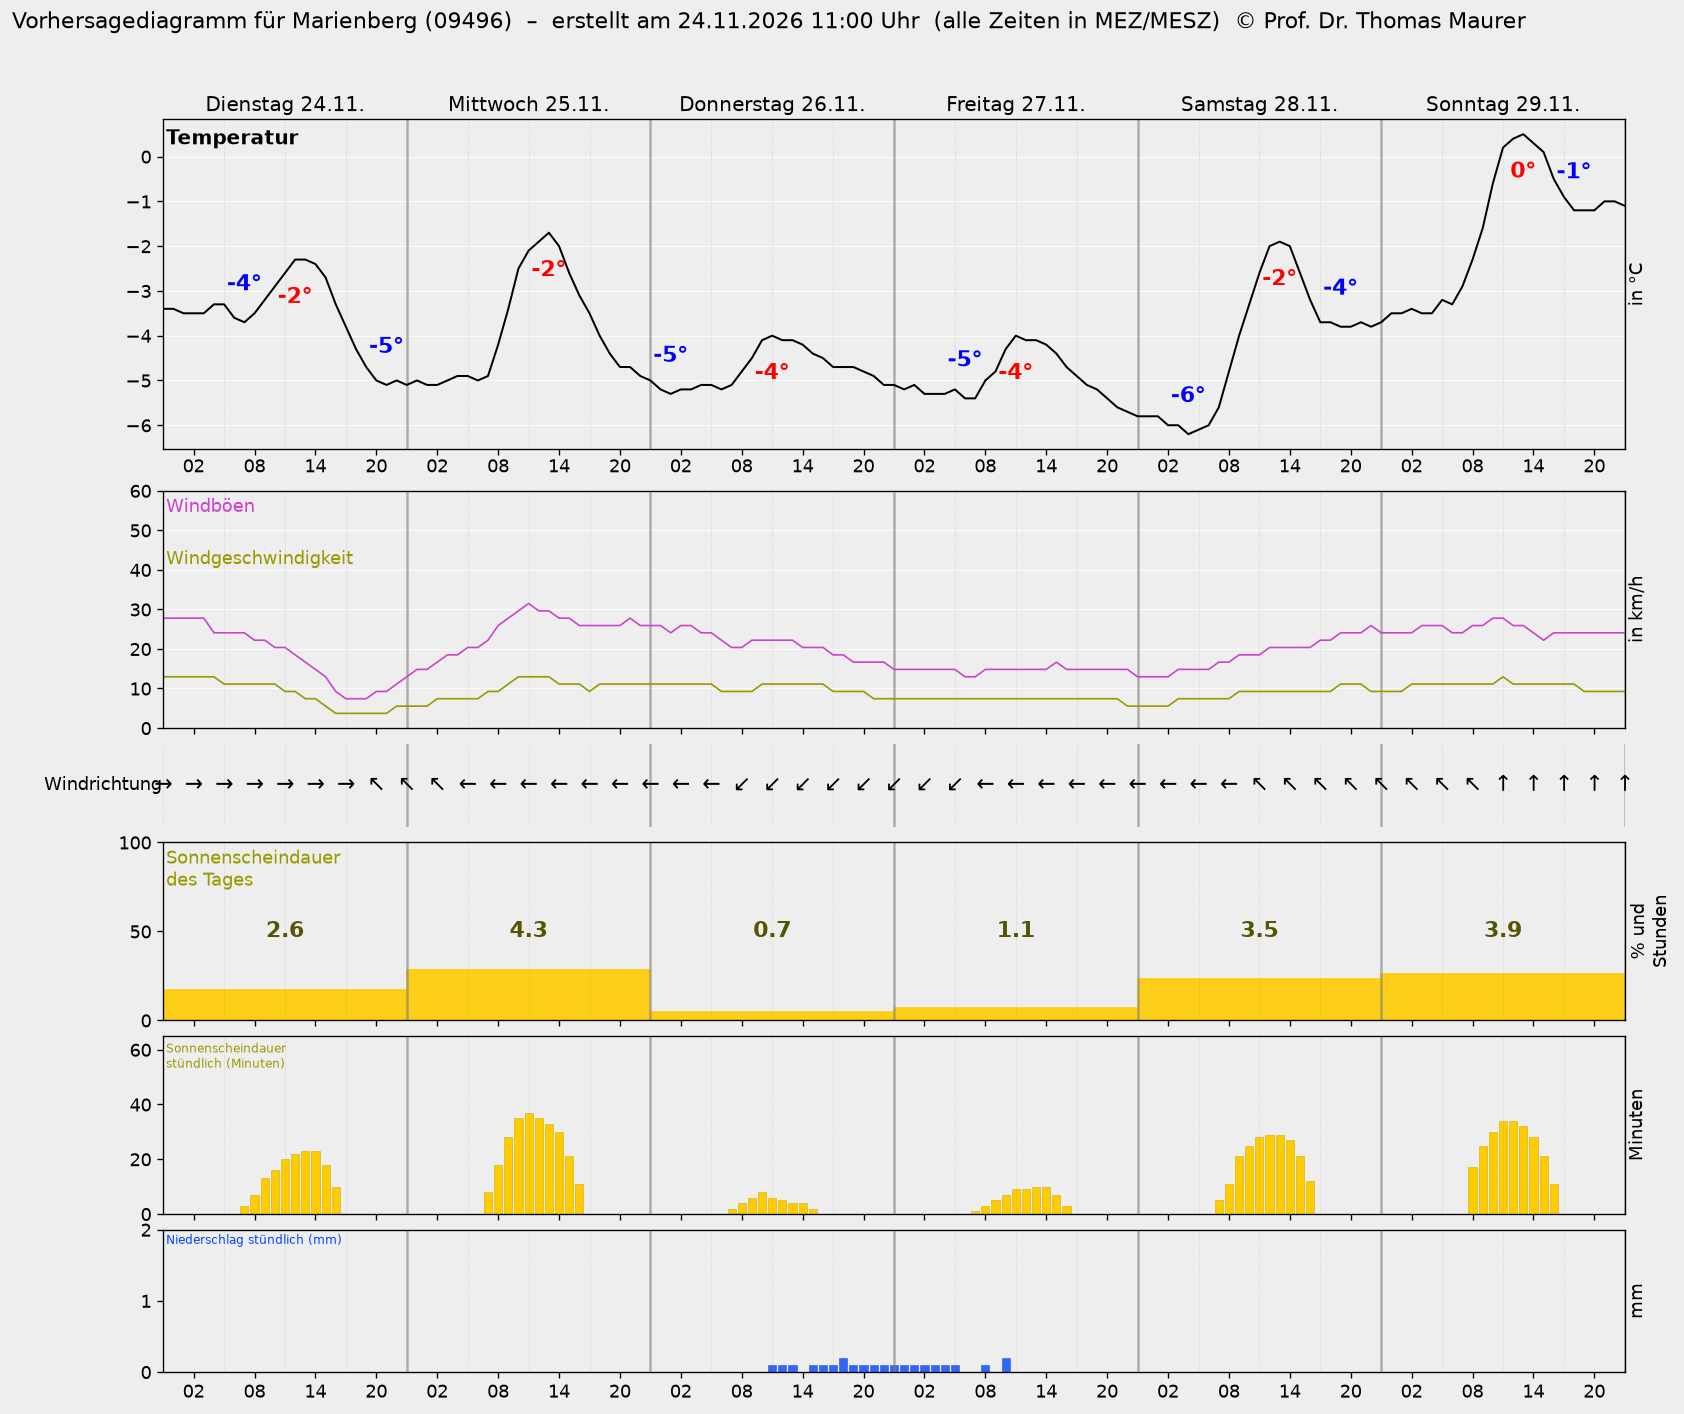 Vorhersagediagramm für Marienberg (09496)  –  erstellt am 24.11.2026 11:00 Uhr  (alle Zeiten in MEZ/MESZ)  © Prof. Dr. Thomas Maurer
Dienstag 24.11. Mittwoch 25.11. Donnerstag 26.11. Freitag 27.11. Samstag 28.11. Sonntag 29.11.
Temperatur
0
−1
−2
−3
−4
−5
−6
-4° -2° -5° -2° -5° -4° -5° -4° -6° -2° -4° 0° -1°
in °C
02 08 14 20 02 08 14 20 02 08 14 20 02 08 14 20 02 08 14 20 02 08 14 20
Windböen
Windgeschwindigkeit
60
50
40
30
20
10
0
in km/h
Windrichtung
→ → → → → → → ↖ ↖ ↖ ← ← ← ← ← ← ← ← ← ↙ ↙ ↙ ↙ ↙ ↙ ↙ ↙ ← ← ← ← ← ← ← ← ← ↖ ↖ ↖ ↖ ↖ ↖ ↖ ↖ ↑ ↑ ↑ ↑ ↑
Sonnenscheindauer
des Tages
100
50
0
2.6 4.3 0.7 1.1 3.5 3.9
% und
Stunden
Sonnenscheindauer
stündlich (Minuten)
60
40
20
0
Minuten
Niederschlag stündlich (mm)
2
1
0
mm
02 08 14 20 02 08 14 20 02 08 14 20 02 08 14 20 02 08 14 20 02 08 14 20